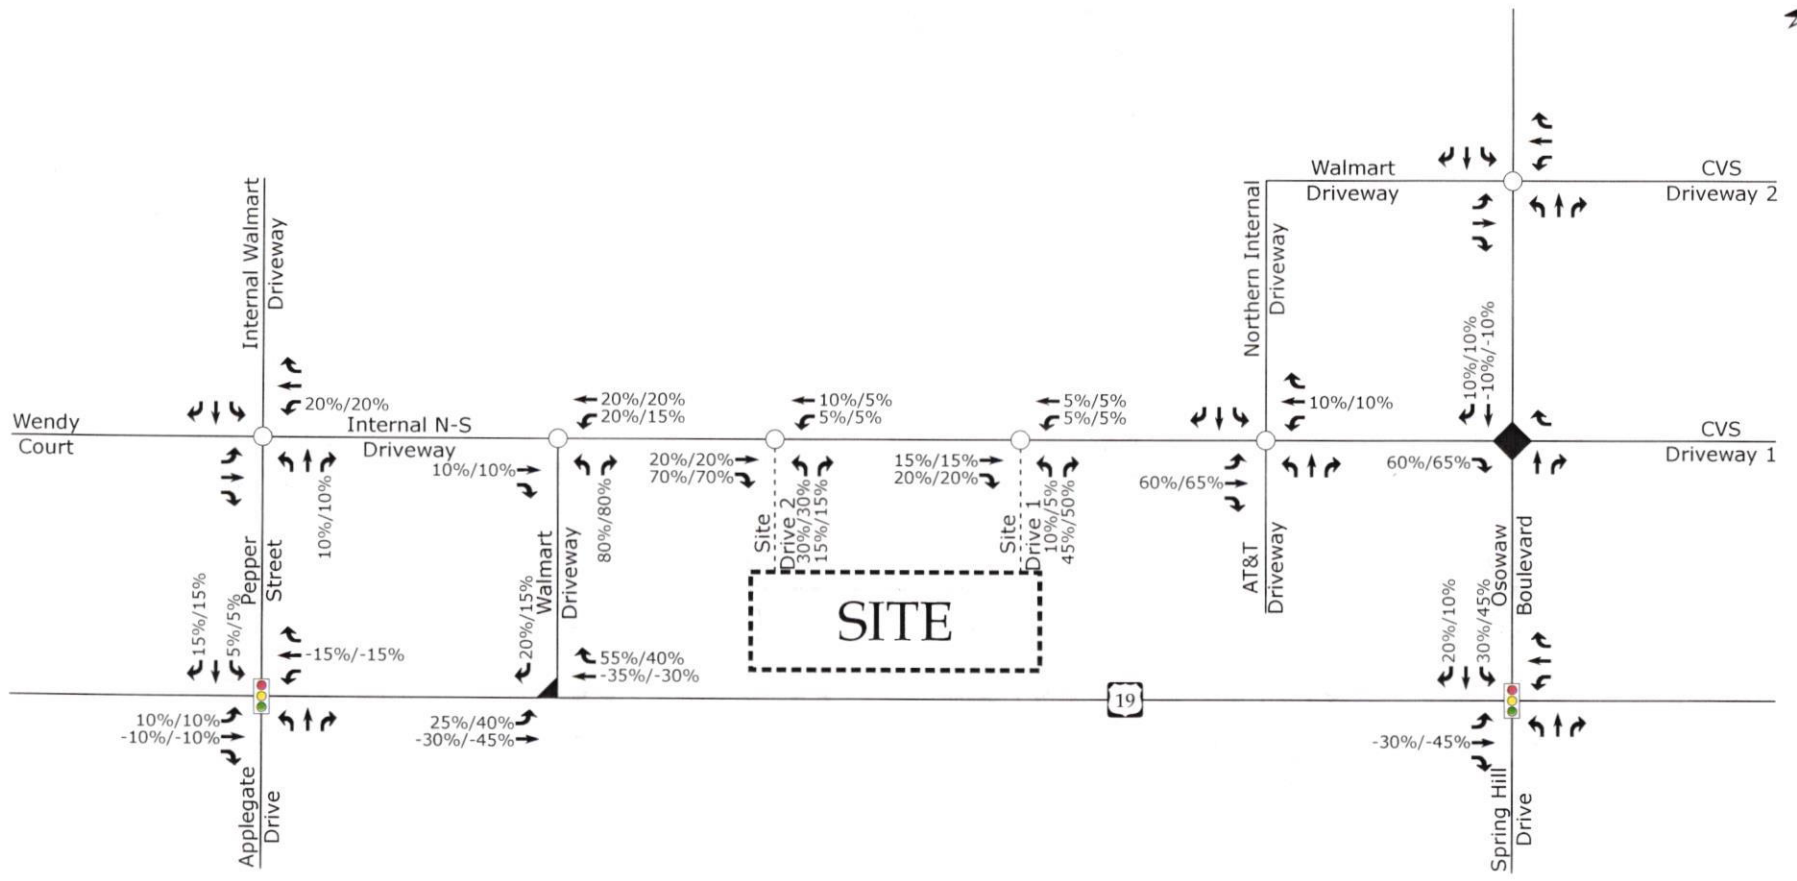 Walmart
Driveway
CVS
Driveway 2
Internal Walmart
Driveway
Northern Internal
Driveway
10%/10%
-10%/-10%
20%/20%
20%/20%
20%/15%
10%/5%
5%/5%
5%/5%
5%/5%
10%/10%
Wendy
Court
Internal N-S
Driveway
CVS
Driveway 1
10%/10%
20%/20%
70%/70%
15%/15%
20%/20%
60%/65%
60%/65%
10%/10%
80%/80%
Site
Drive 2
30%/30%
15%/15%
Site
Drive 1
10%/5%
45%/50%
Pepper
Street
Walmart
Driveway
AT&T
Driveway
Osowaw
Boulevard
SITE
15%/15%
5%/5%
20%/15%
20%/10%
30%/45%
-15%/-15%
55%/40%
-35%/-30%
19
10%/10%
-10%/-10%
25%/40%
-30%/-45%
-30%/-45%
Applegate
Drive
Spring Hill
Drive